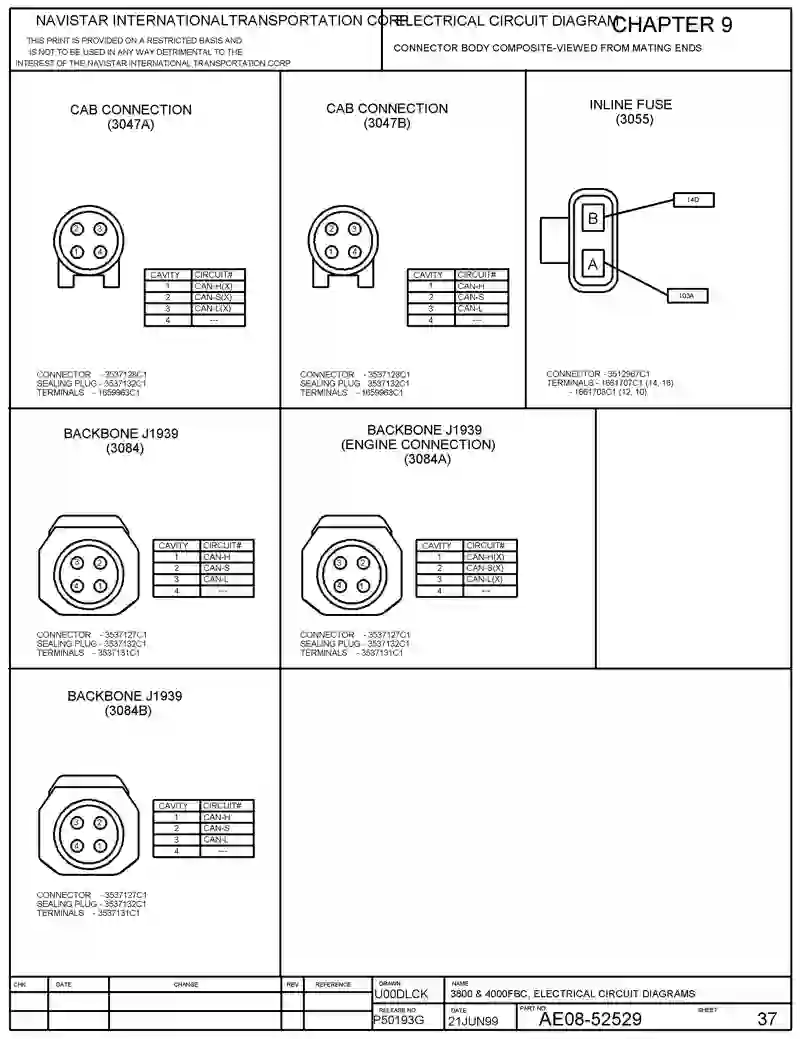 NAVISTAR INTERNATIONAL TRANSPORTATION CORP.
ELECTRICAL CIRCUIT DIAGRAM
CHAPTER 9
THIS PRINT IS PROVIDED ON A RESTRICTED BASIS AND
IS NOT TO BE USED IN ANY WAY DETRIMENTAL TO THE
INTEREST OF THE NAVISTAR INTERNATIONAL TRANSPORTATION CORP
CONNECTOR BODY COMPOSITE-VIEWED FROM MATING ENDS
CAB CONNECTION
(3047A)
2 3
1 4
CAVITY CIRCUIT#
1 CAN-H(X)
2 CAN-S(X)
3 CAN-L(X)
4 ---
CONNECTOR - 3537128C1
SEALING PLUG - 3537132C1
TERMINALS - 1659963C1
CAB CONNECTION
(3047B)
2 3
1 4
CAVITY CIRCUIT#
1 CAN-H
2 CAN-S
3 CAN-L
4 ---
CONNECTOR - 3537128C1
SEALING PLUG 3537132C1
TERMINALS - 1659963C1
INLINE FUSE
(3055)
14D
B
A
103A
CONNECTOR - 3512967C1
TERMINALS - 1661707C1 (14, 16)
- 1661708C1 (12, 10)
BACKBONE J1939
(3084)
3 2
4 1
CAVITY CIRCUIT#
1 CAN-H
2 CAN-S
3 CAN-L
4 ---
CONNECTOR - 3537127C1
SEALING PLUG - 3537132C1
TERMINALS - 3537131C1
BACKBONE J1939
(ENGINE CONNECTION)
(3084A)
3 2
4 1
CAVITY CIRCUIT#
1 CAN-H(X)
2 CAN-S(X)
3 CAN-L(X)
4 ---
CONNECTOR - 3537127C1
SEALING PLUG - 3537132C1
TERMINALS - 3537131C1
BACKBONE J1939
(3084B)
3 2
4 1
CAVITY CIRCUIT#
1 CAN-H
2 CAN-S
3 CAN-L
4 ---
CONNECTOR - 3537127C1
SEALING PLUG - 3537132C1
TERMINALS - 3537131C1
CHK DATE CHANGE REV REFERENCE
DRAWN
U00DLCK
NAME
3800 & 4000FBC, ELECTRICAL CIRCUIT DIAGRAMS
RELEASE NO.
P50193G
DATE
21JUN99
PART NO.
AE08-52529
SHEET
37